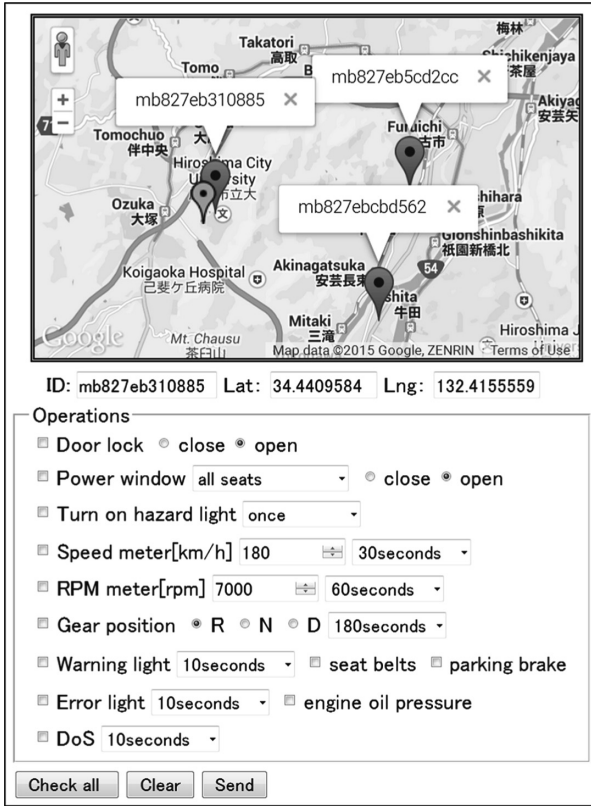 梅林
Takatori
高取
Shichikenjaya
茶屋
Tomo
mb827eb5cd2cc ×
mb827eb310885 ×
+
−
Akiyag
安芸矢
Tomochuo
伴中央
Furuichi
古市
Hiroshima City
University
市立大
文
Ozuka
大塚
mb827ebcbd562 ×
shihara
原
Gionshinbashikita
祇園新橋北
Koigaoka Hospital
己斐ケ丘病院
Akinagatsuka
安芸長束
54
shita
牛田
Mitaki
三滝
Hiroshima J
Mt. Chausu
茶臼山
Google
Map data ©2015 Google, ZENRIN
Terms of Use
ID: mb827eb310885 Lat: 34.4409584 Lng: 132.4155559
Operations
Door lock close open
Power window all seats close open
Turn on hazard light once
Speed meter[km/h] 180 30seconds
RPM meter[rpm] 7000 60seconds
Gear position R N D 180seconds
Warning light 10seconds seat belts parking brake
Error light 10seconds engine oil pressure
DoS 10seconds
Check all Clear Send